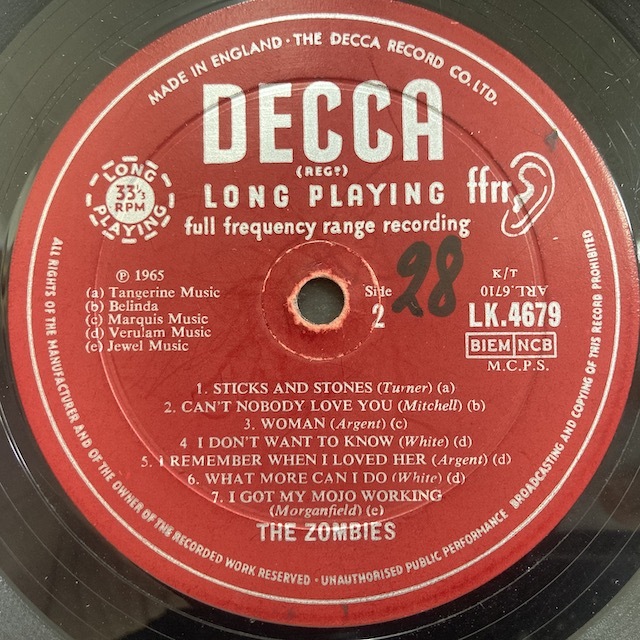 MADE IN ENGLAND · THE DECCA RECORD CO. LTD.
DECCA
(REGD)
LONG PLAYING
ffrr
full frequency range recording
LONG
33⅓
RPM
PLAYING
℗ 1965
(a) Tangerine Music
(b) Belinda
(c) Marquis Music
(d) Verulam Music
(e) Jewel Music
Side
2
28
ARL.6710
K/T
LK.4679
BIEM NCB
M.C.P.S.
1. STICKS AND STONES (Turner) (a)
2. CAN'T NOBODY LOVE YOU (Mitchell) (b)
3. WOMAN (Argent) (c)
4 I DON'T WANT TO KNOW (White) (d)
5. I REMEMBER WHEN I LOVED HER (Argent) (d)
6. WHAT MORE CAN I DO (White) (d)
7. I GOT MY MOJO WORKING
(Morganfield) (e)
THE ZOMBIES
ALL RIGHTS OF THE MANUFACTURER AND OF THE OWNER OF THE RECORDED WORK RESERVED · UNAUTHORISED PUBLIC PERFORMANCE BROADCASTING AND COPYING OF THIS RECORD PROHIBITED